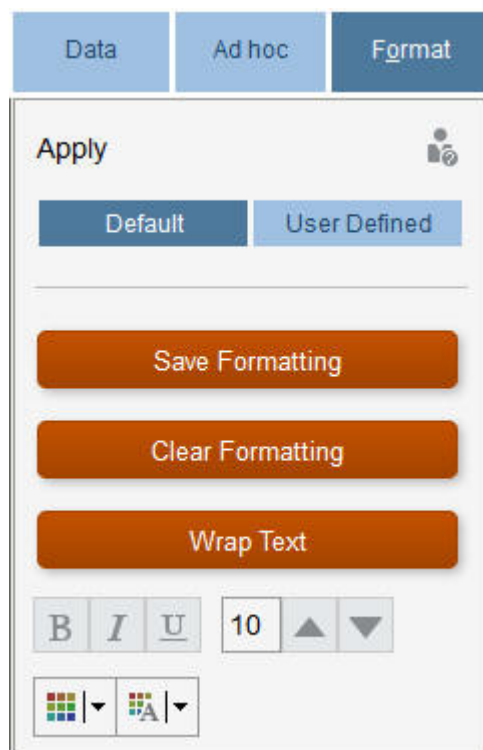 Data Ad hoc Format
Apply
Default User Defined
Save Formatting
Clear Formatting
Wrap Text
B I U 10
A